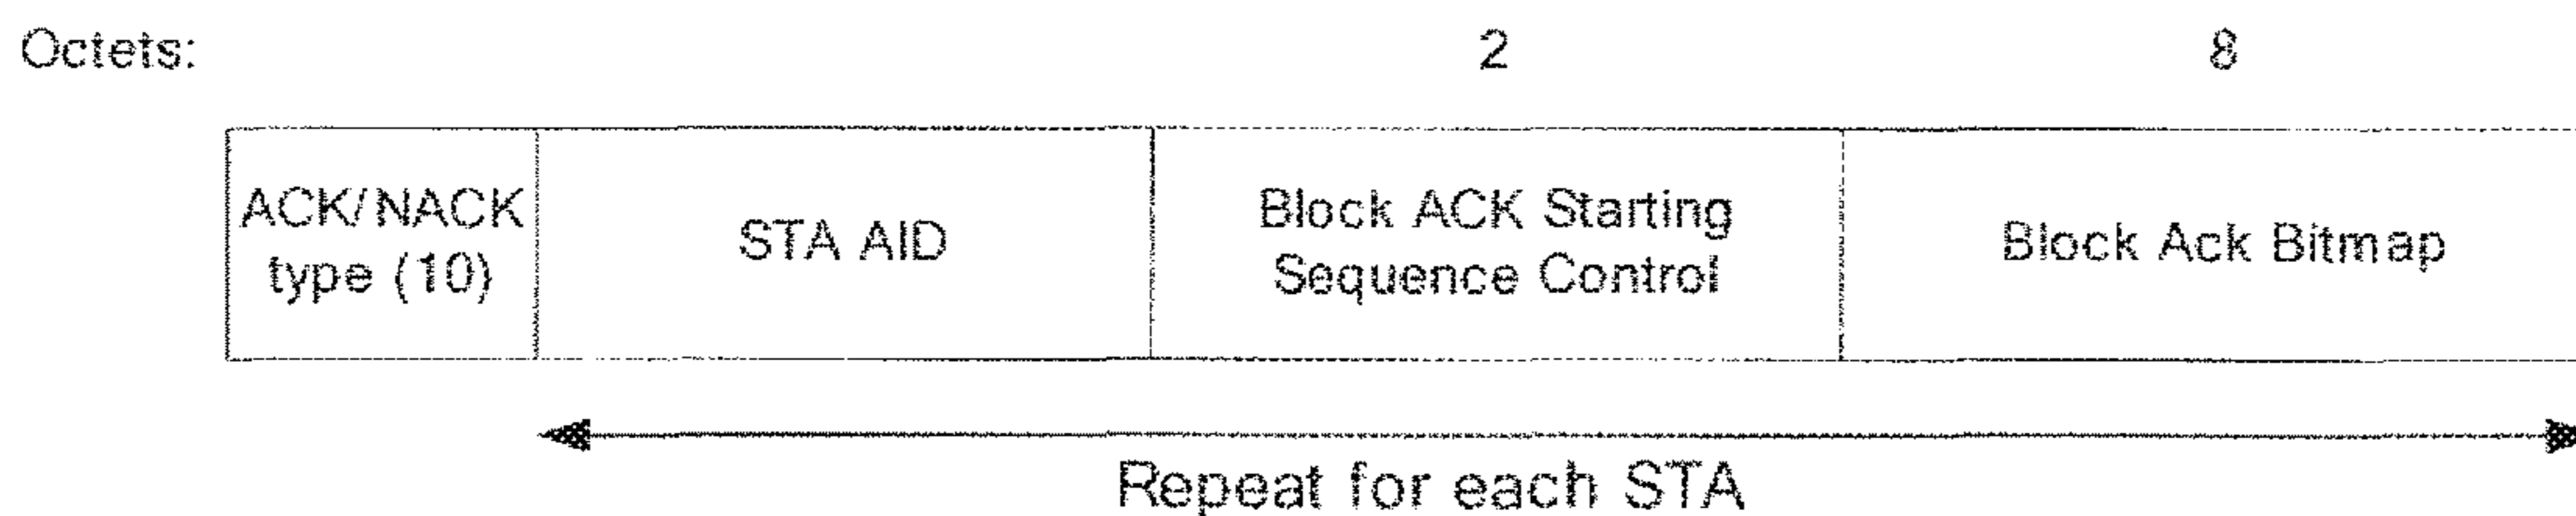 Octets: 2 8
ACK/NACK
type (10)
STA AID
Block ACK Starting
Sequence Control
Block Ack Bitmap
Repeat for each STA